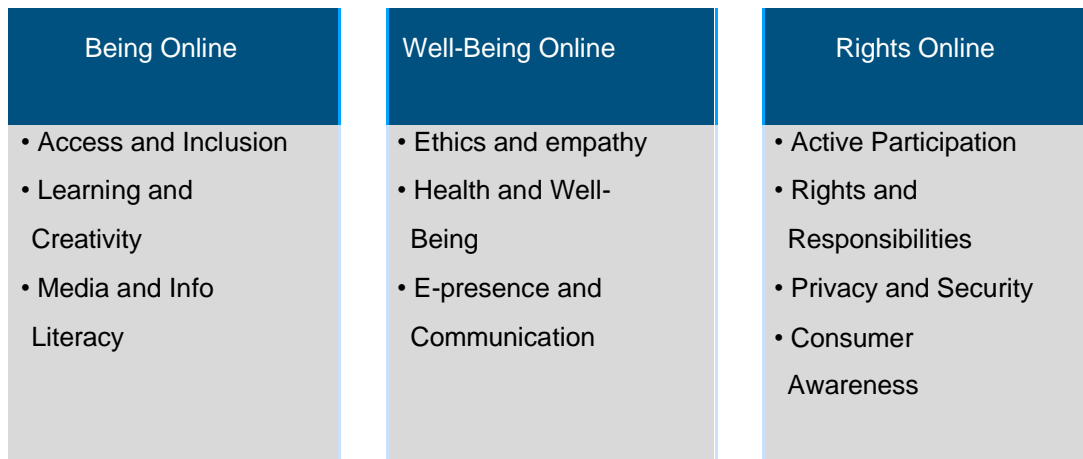 Being Online
• Access and Inclusion
• Learning and
Creativity
• Media and Info
Literacy
Well-Being Online
• Ethics and empathy
• Health and Well-
Being
• E-presence and
Communication
Rights Online
• Active Participation
• Rights and
Responsibilities
• Privacy and Security
• Consumer
Awareness